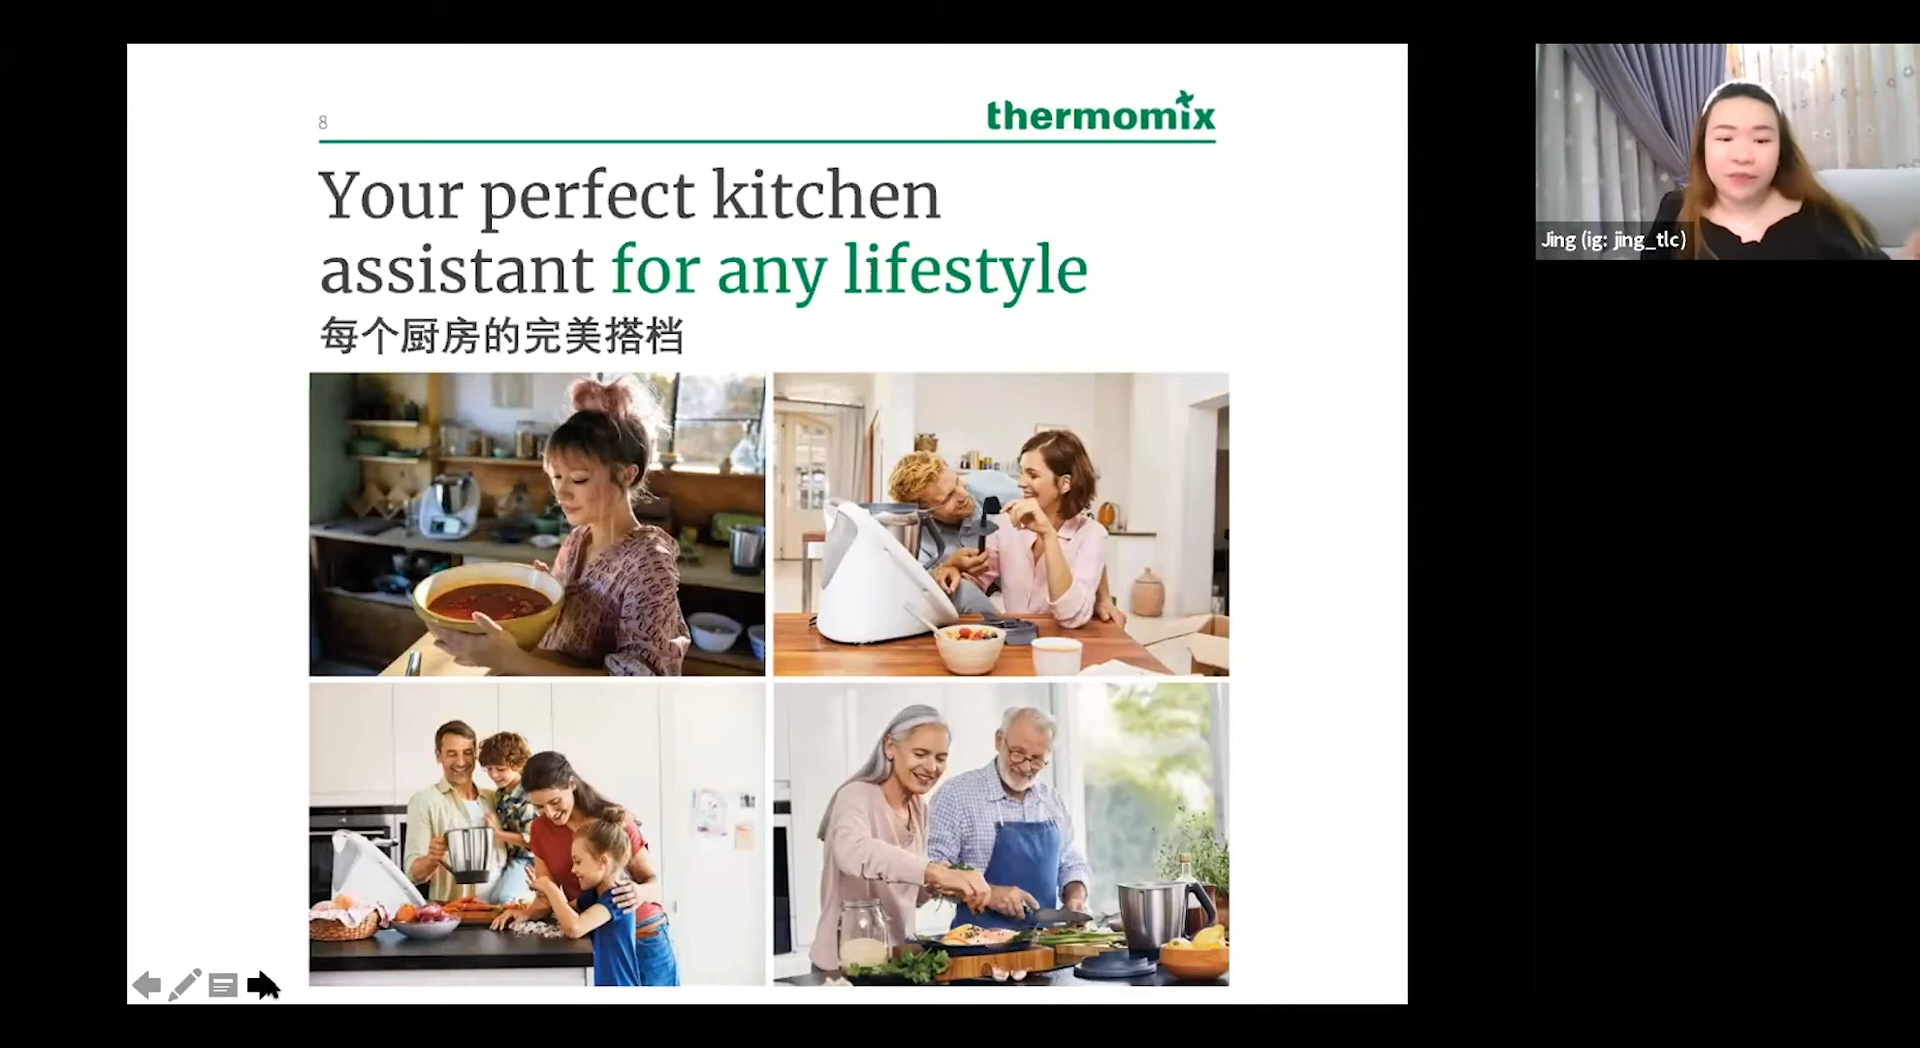 8
thermomix
Your perfect kitchen
assistant for any lifestyle
每个厨房的完美搭档
Jing (ig: jing_tlc)